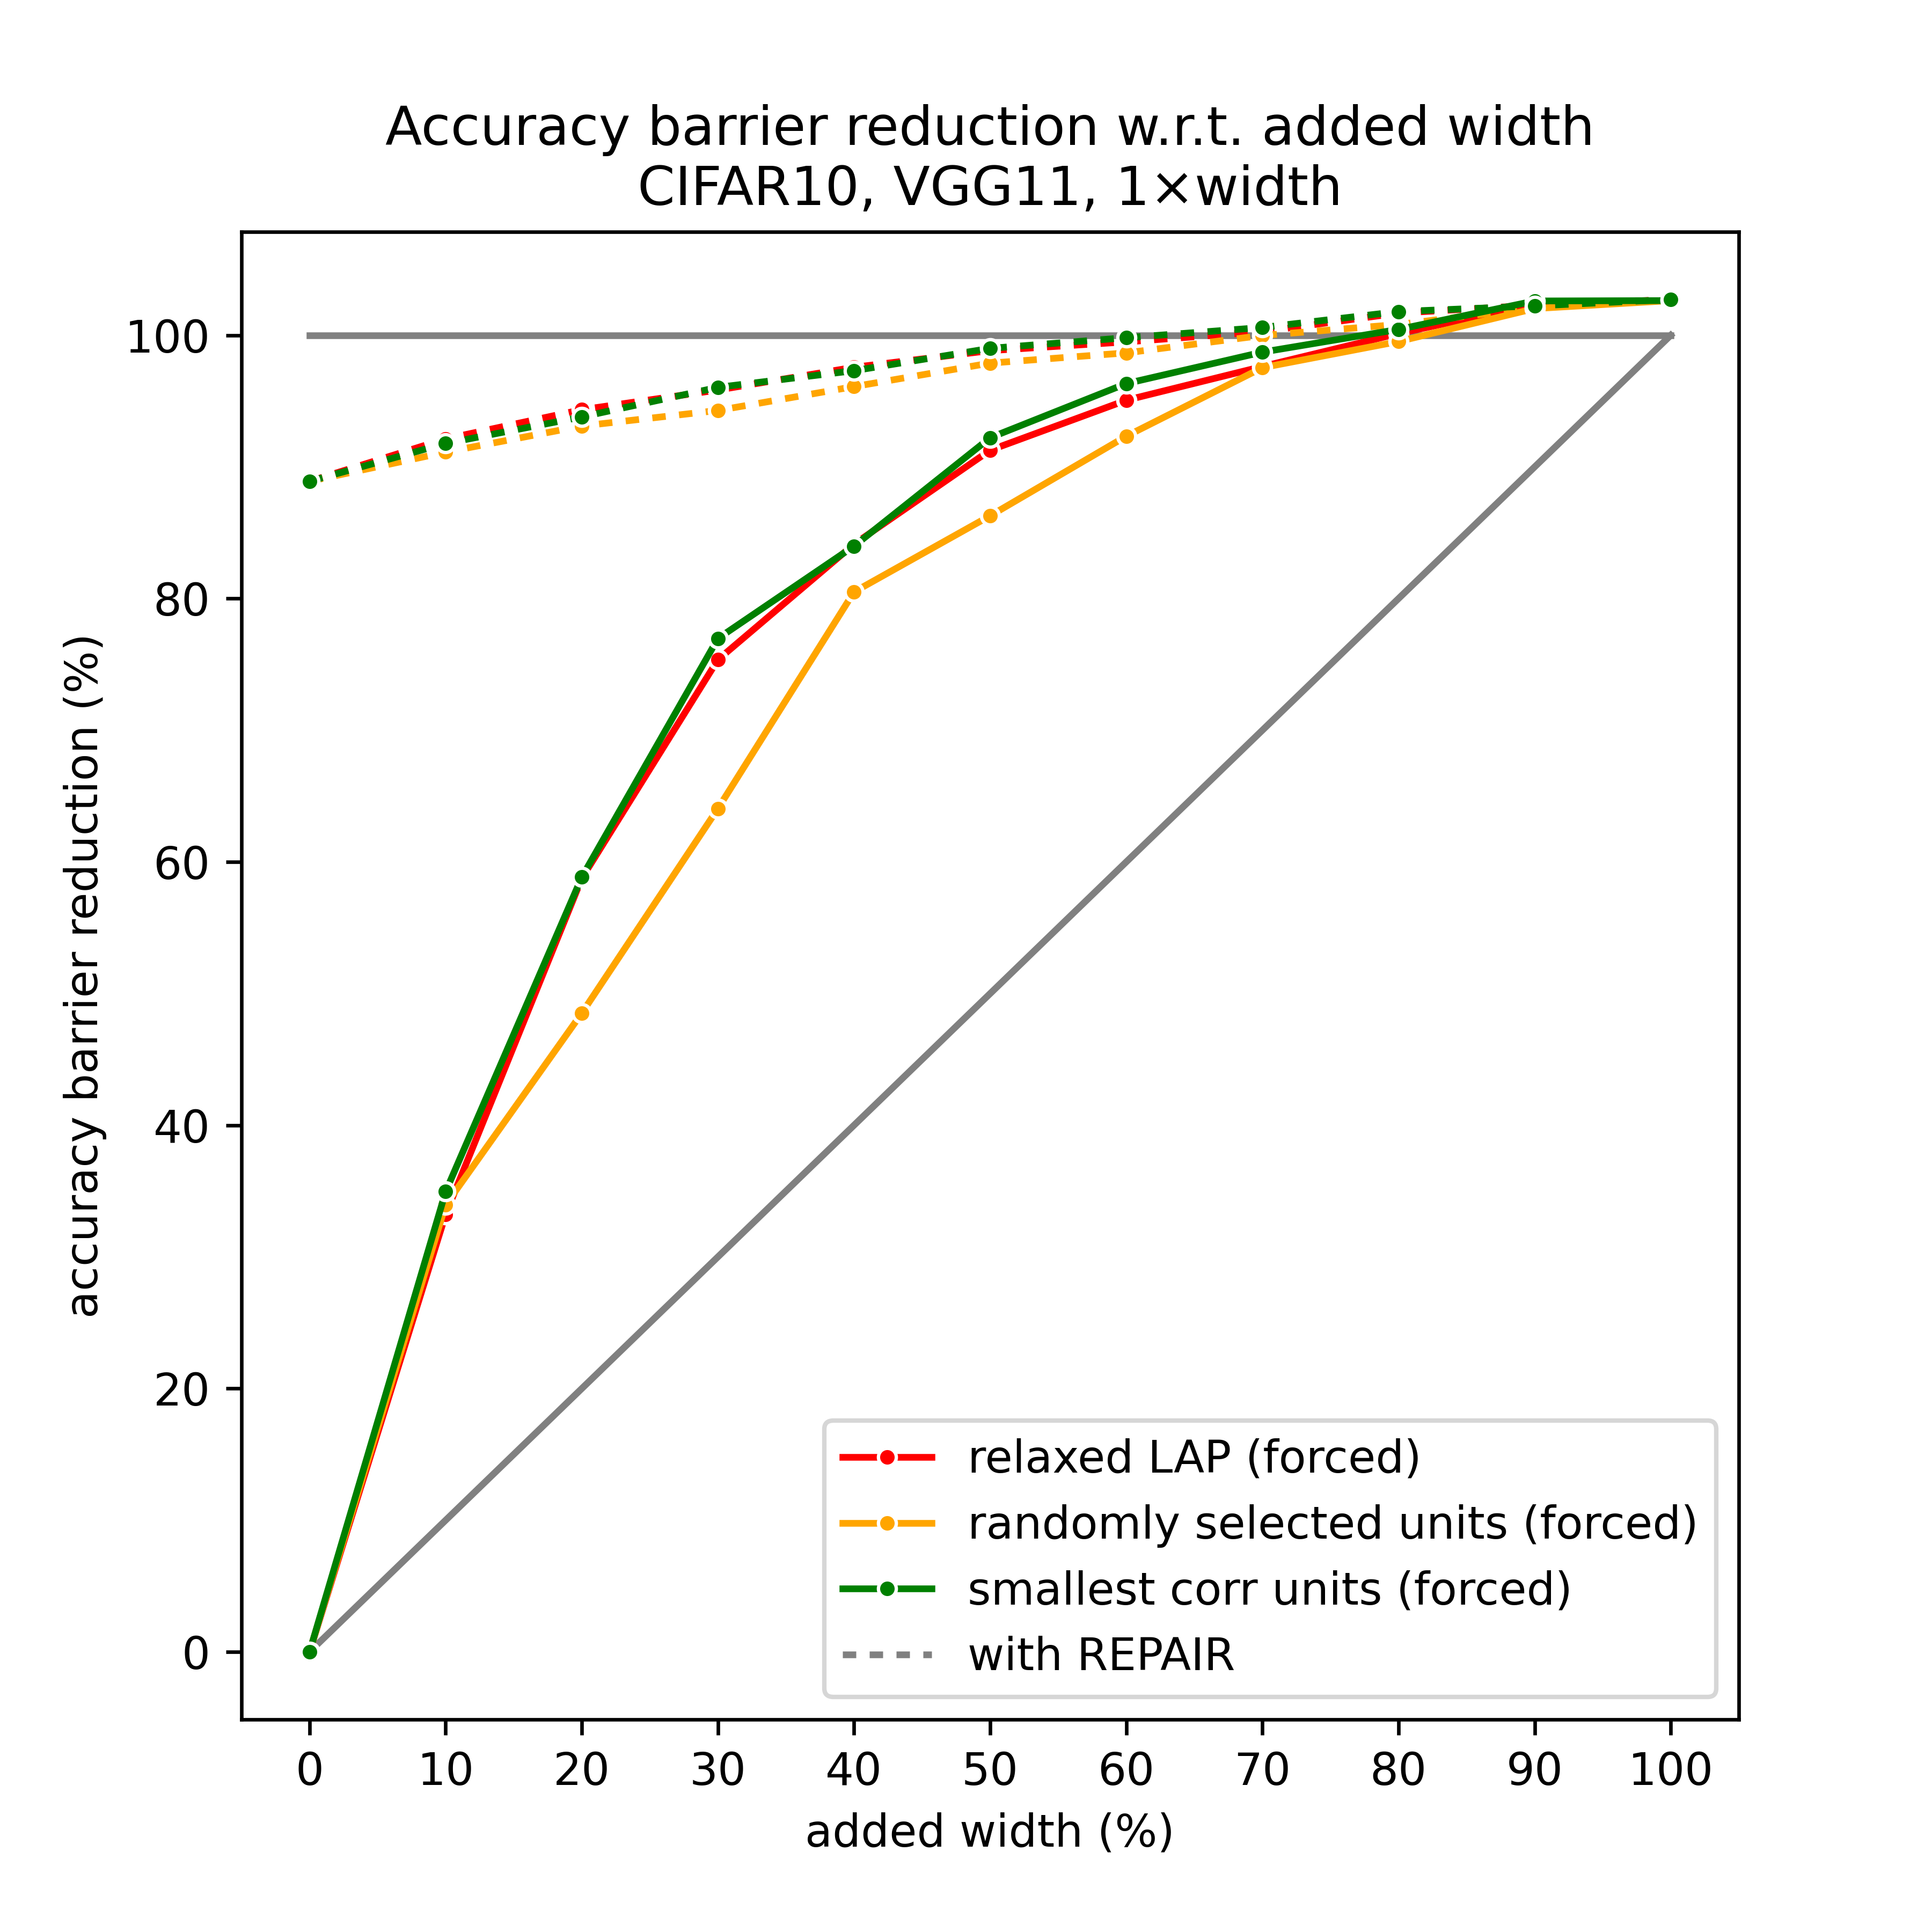 Accuracy barrier reduction w.r.t. added width
CIFAR10, VGG11, 1×width
accuracy barrier reduction (%)
100
80
60
40
20
0
relaxed LAP (forced)
randomly selected units (forced)
smallest corr units (forced)
with REPAIR
0 10 20 30 40 50 60 70 80 90 100
added width (%)